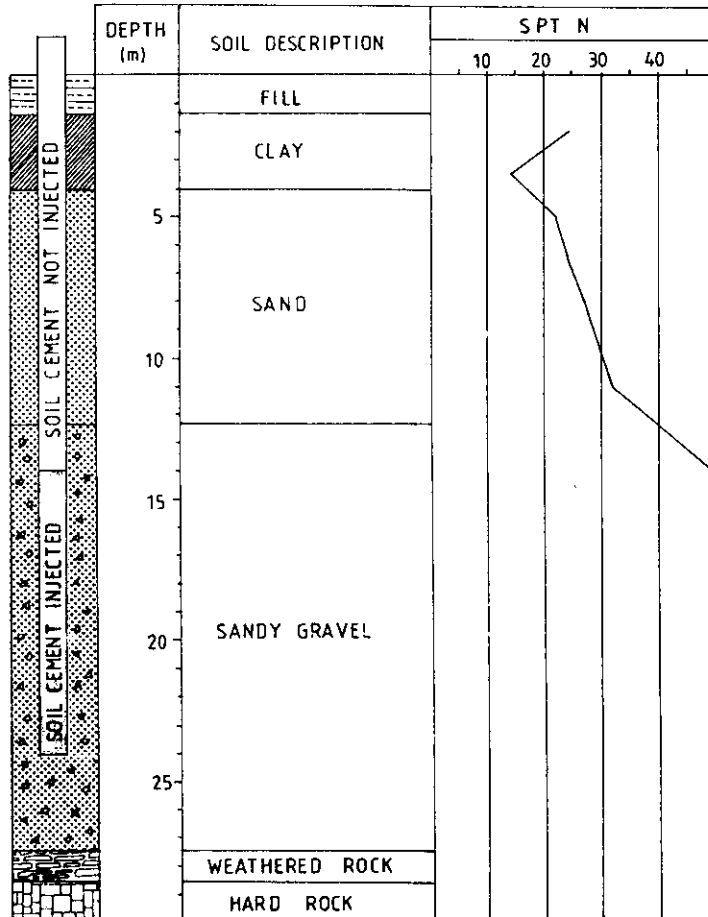 DEPTH
(m)
SOIL DESCRIPTION
SPT N
10 20 30 40
FILL
CLAY
5
SAND
10
15
SANDY GRAVEL
20
25
WEATHERED ROCK
HARD ROCK
SOIL CEMENT NOT INJECTED
SOIL CEMENT INJECTED